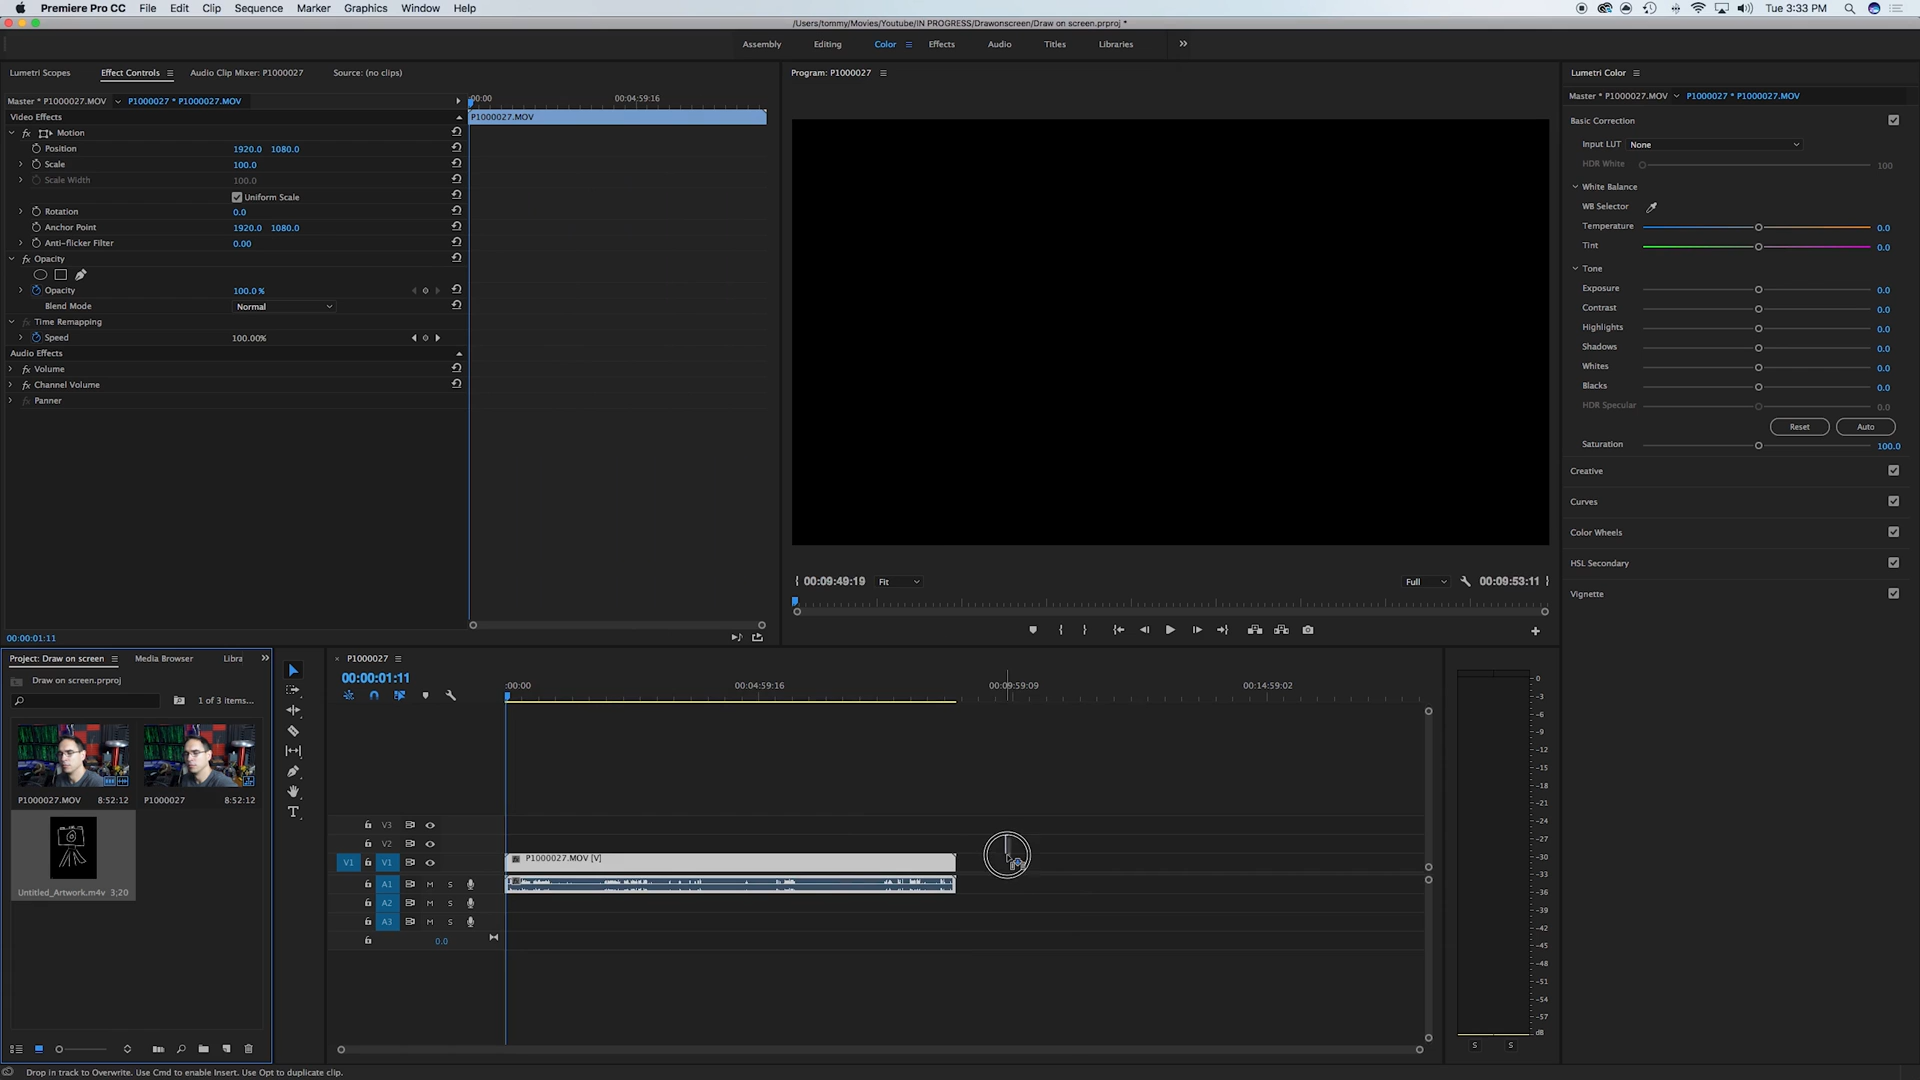 Premiere Pro CC File Edit Clip Sequence Marker Graphics Window Help Tue 3:33 PM
/Users/tommy/Movies/Youtube/IN PROGRESS/Drawonscreen/Draw on screen.prproj *
Assembly Editing Color Effects Audio Titles Libraries
Lumetri Scopes Effect Controls Audio Clip Mixer: P1000027 Source: (no clips) Program: P1000027 Lumetri Color
Master * P1000027.MOV P1000027 * P1000027.MOV :00:00 00:04:59:16 Master * P1000027.MOV P1000027 * P1000027.MOV
Video Effects P1000027.MOV Basic Correction
fx Motion
Position 1920.0 1080.0 Input LUT None
Scale 100.0 HDR White 100
Scale Width 100.0 White Balance
Uniform Scale WB Selector
Rotation 0.0
Anchor Point 1920.0 1080.0 Temperature 0.0
Anti-flicker Filter 0.00 Tint 0.0
fx Opacity Tone
Opacity 100.0 % Exposure 0.0
Blend Mode Normal Contrast 0.0
fx Time Remapping Highlights 0.0
Speed 100.00% Shadows 0.0
Audio Effects Whites 0.0
fx Volume Blacks 0.0
fx Channel Volume HDR Specular 0.0
fx Panner Reset Auto
Saturation 100.0
Creative
Curves
Color Wheels
HSL Secondary
00:09:49:19 Fit Full 00:09:53:11 Vignette
00:00:01:11
Project: Draw on screen Media Browser Libra P1000027
Draw on screen.prproj 00:00:01:11 :00:00 00:04:59:16 00:09:59:09 00:14:59:02
1 of 3 items...
P1000027.MOV 8:52:12 P1000027 8:52:12
V3
V2
V1 V1 P1000027.MOV [V]
A1 M S
Untitled_Artwork.m4v 3;20
A2 M S
A3 M S
0.0
0
-3
-6
-9
-12
-15
-18
-21
-24
-27
-30
-33
-36
-39
-42
-45
-48
-51
-54
dB
S S
Drop in track to Overwrite. Use Cmd to enable Insert. Use Opt to duplicate clip.